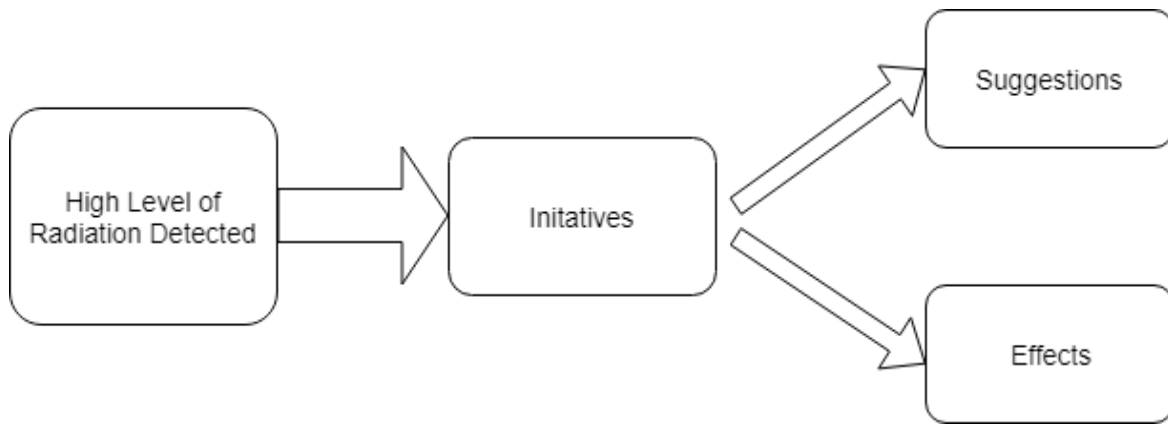 High Level of
Radiation Detected
Initatives
Suggestions
Effects